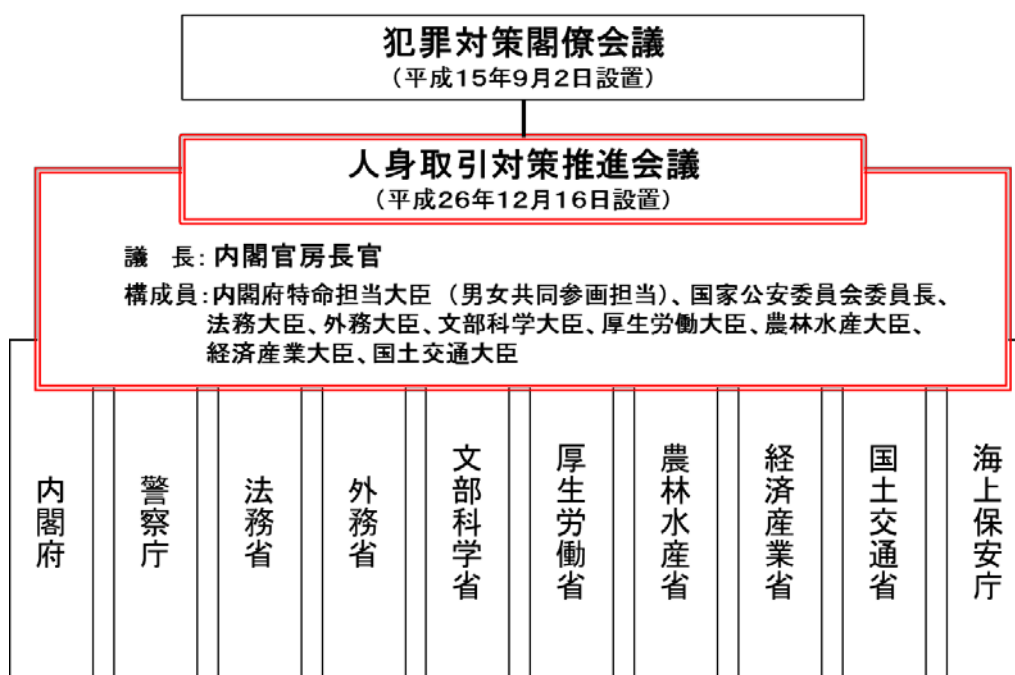 犯罪対策閣僚会議
（平成15年9月2日設置）
人身取引対策推進会議
（平成26年12月16日設置）
議　長：内閣官房長官
構成員：内閣府特命担当大臣（男女共同参画担当）、国家公安委員会委員長、
法務大臣、外務大臣、文部科学大臣、厚生労働大臣、農林水産大臣、
経済産業大臣、国土交通大臣
内閣府
警察庁
法務省
外務省
文部科学省
厚生労働省
農林水産省
経済産業省
国土交通省
海上保安庁